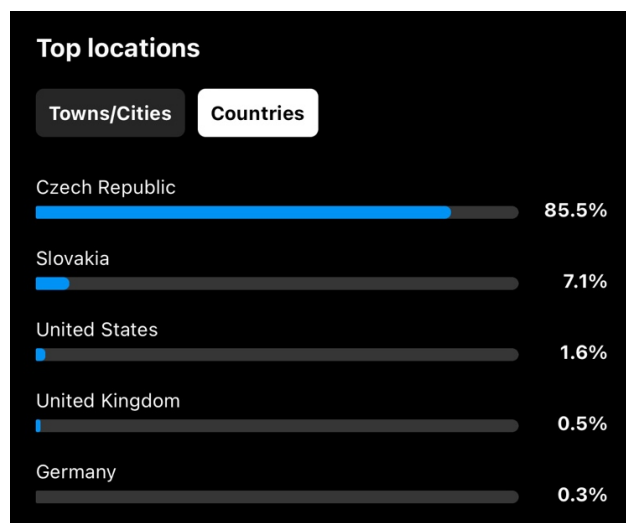 Top locations
Towns/Cities Countries
Czech Republic
85.5%
Slovakia
7.1%
United States
1.6%
United Kingdom
0.5%
Germany
0.3%